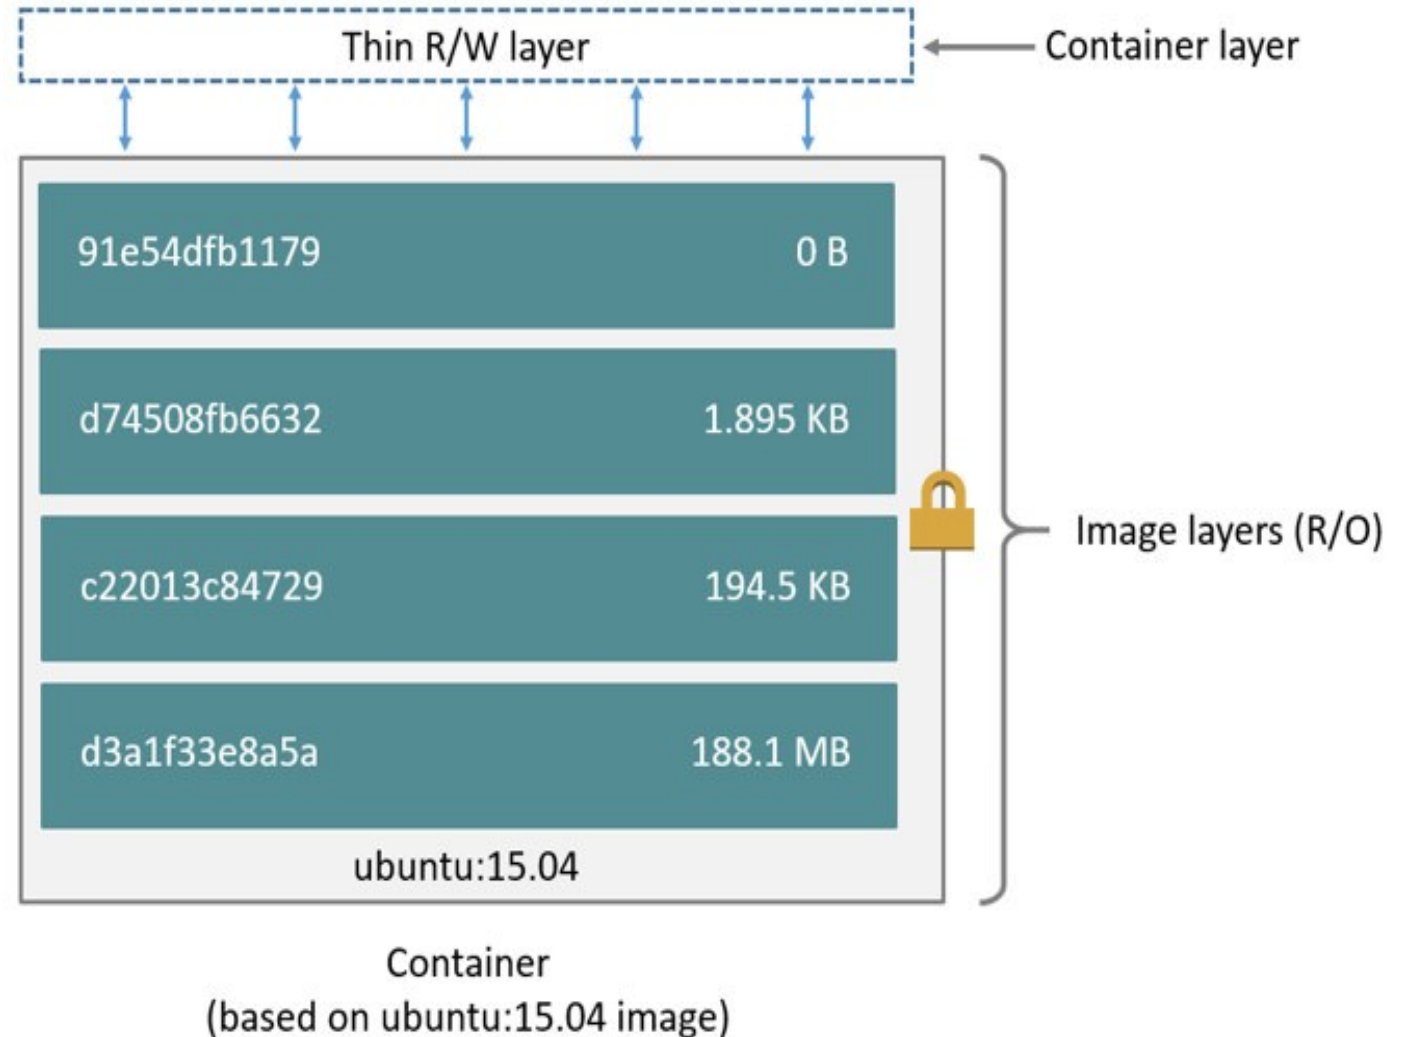 Thin R/W layer
Container layer
91e54dfb1179 0 B
d74508fb6632 1.895 KB
c22013c84729 194.5 KB
Image layers (R/O)
d3a1f33e8a5a 188.1 MB
ubuntu:15.04
Container
(based on ubuntu:15.04 image)